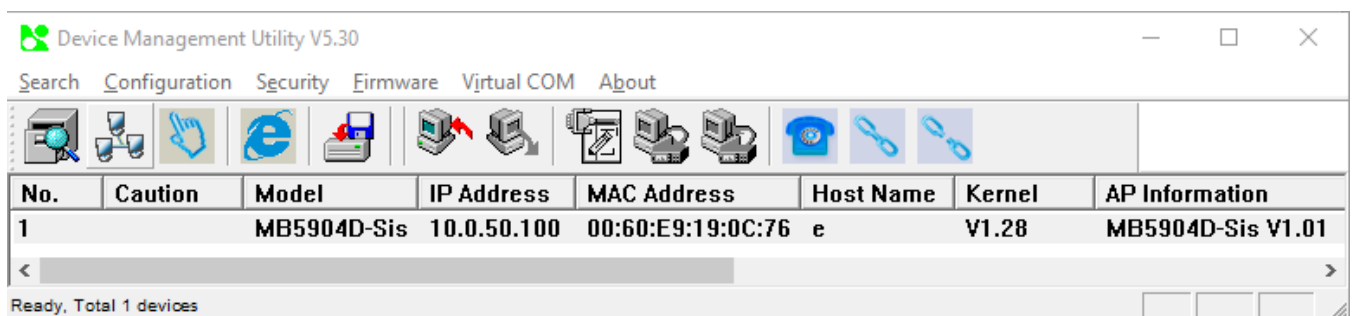 Device Management Utility V5.30
Search Configuration Security Firmware Virtual COM About
No. Caution Model IP Address MAC Address Host Name Kernel AP Information
1 MB5904D-Sis 10.0.50.100 00:60:E9:19:0C:76 e V1.28 MB5904D-Sis V1.01
Ready, Total 1 devices